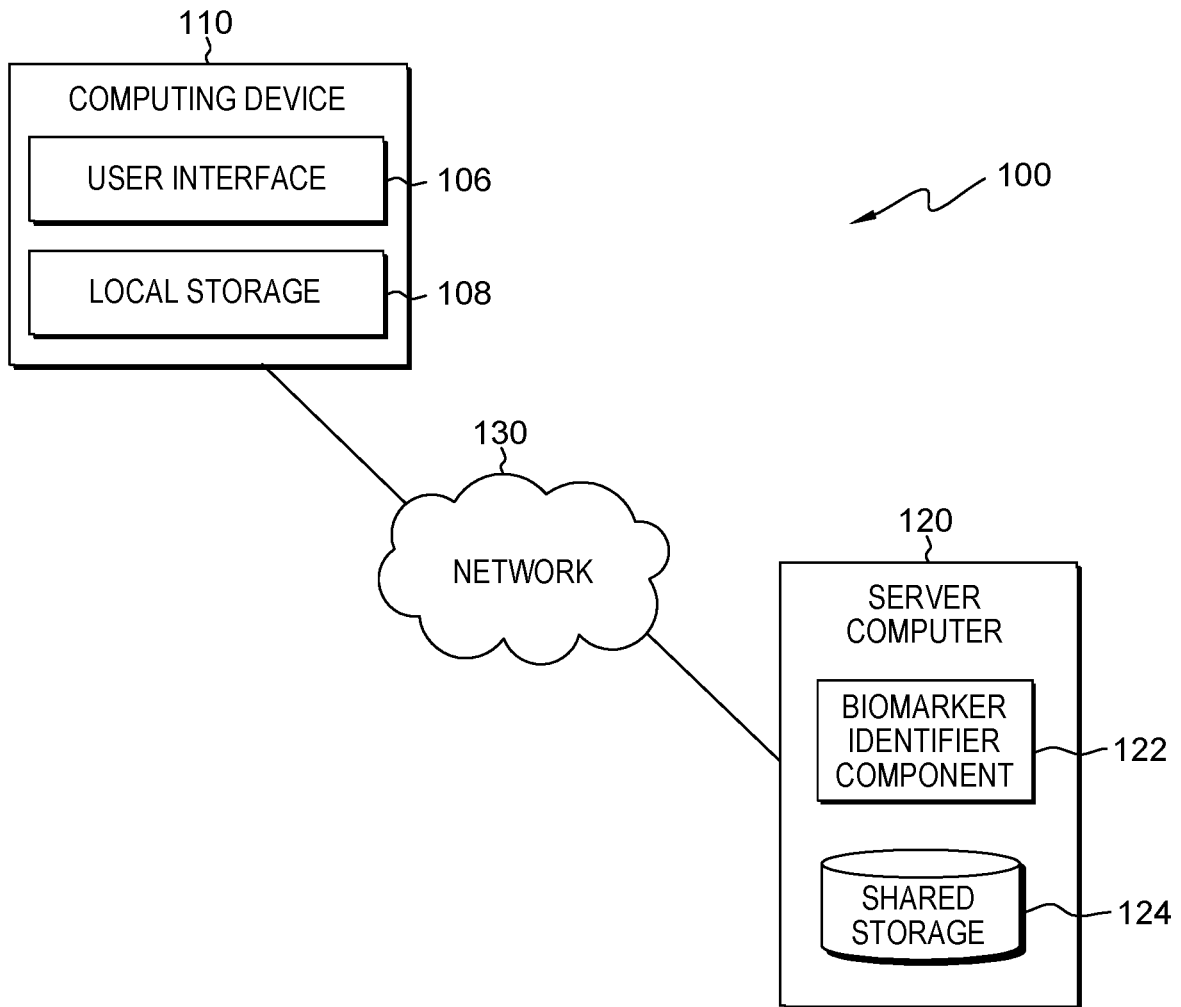 110
COMPUTING DEVICE
USER INTERFACE
106
LOCAL STORAGE
108
100
130
NETWORK
120
SERVER
COMPUTER
BIOMARKER
IDENTIFIER
COMPONENT
122
SHARED
STORAGE
124